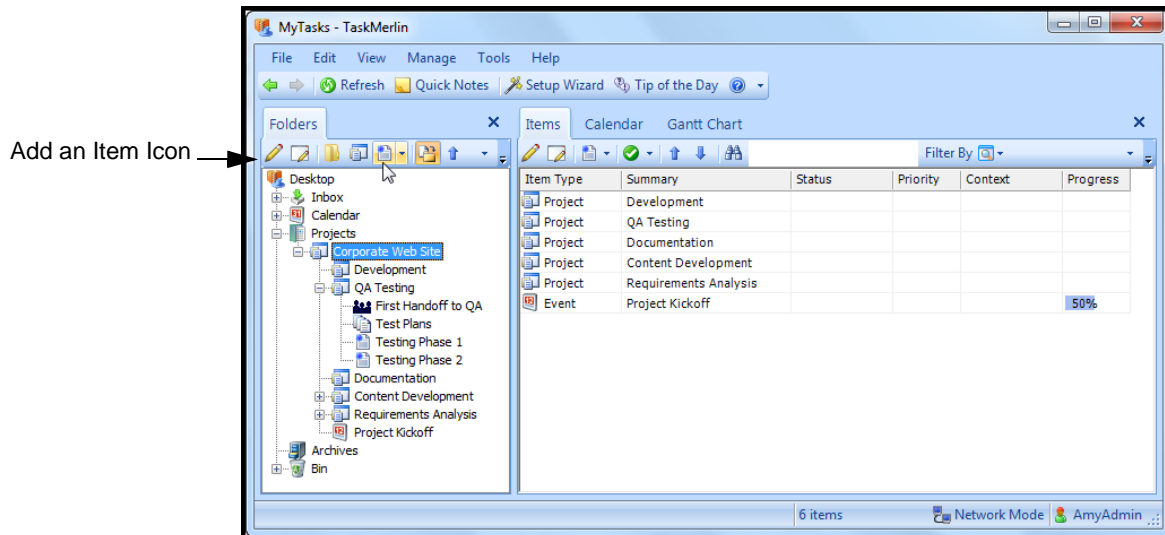 MyTasks - TaskMerlin
File Edit View Manage Tools Help
Refresh Quick Notes Setup Wizard Tip of the Day
Folders
Items Calendar Gantt Chart
Add an Item Icon
Filter By
Desktop
Inbox
Calendar
Projects
Corporate Web Site
Development
QA Testing
First Handoff to QA
Test Plans
Testing Phase 1
Testing Phase 2
Documentation
Content Development
Requirements Analysis
Project Kickoff
Archives
Bin
Item Type Summary Status Priority Context Progress
Project Development
Project QA Testing
Project Documentation
Project Content Development
Project Requirements Analysis
Event Project Kickoff 50%
6 items Network Mode AmyAdmin